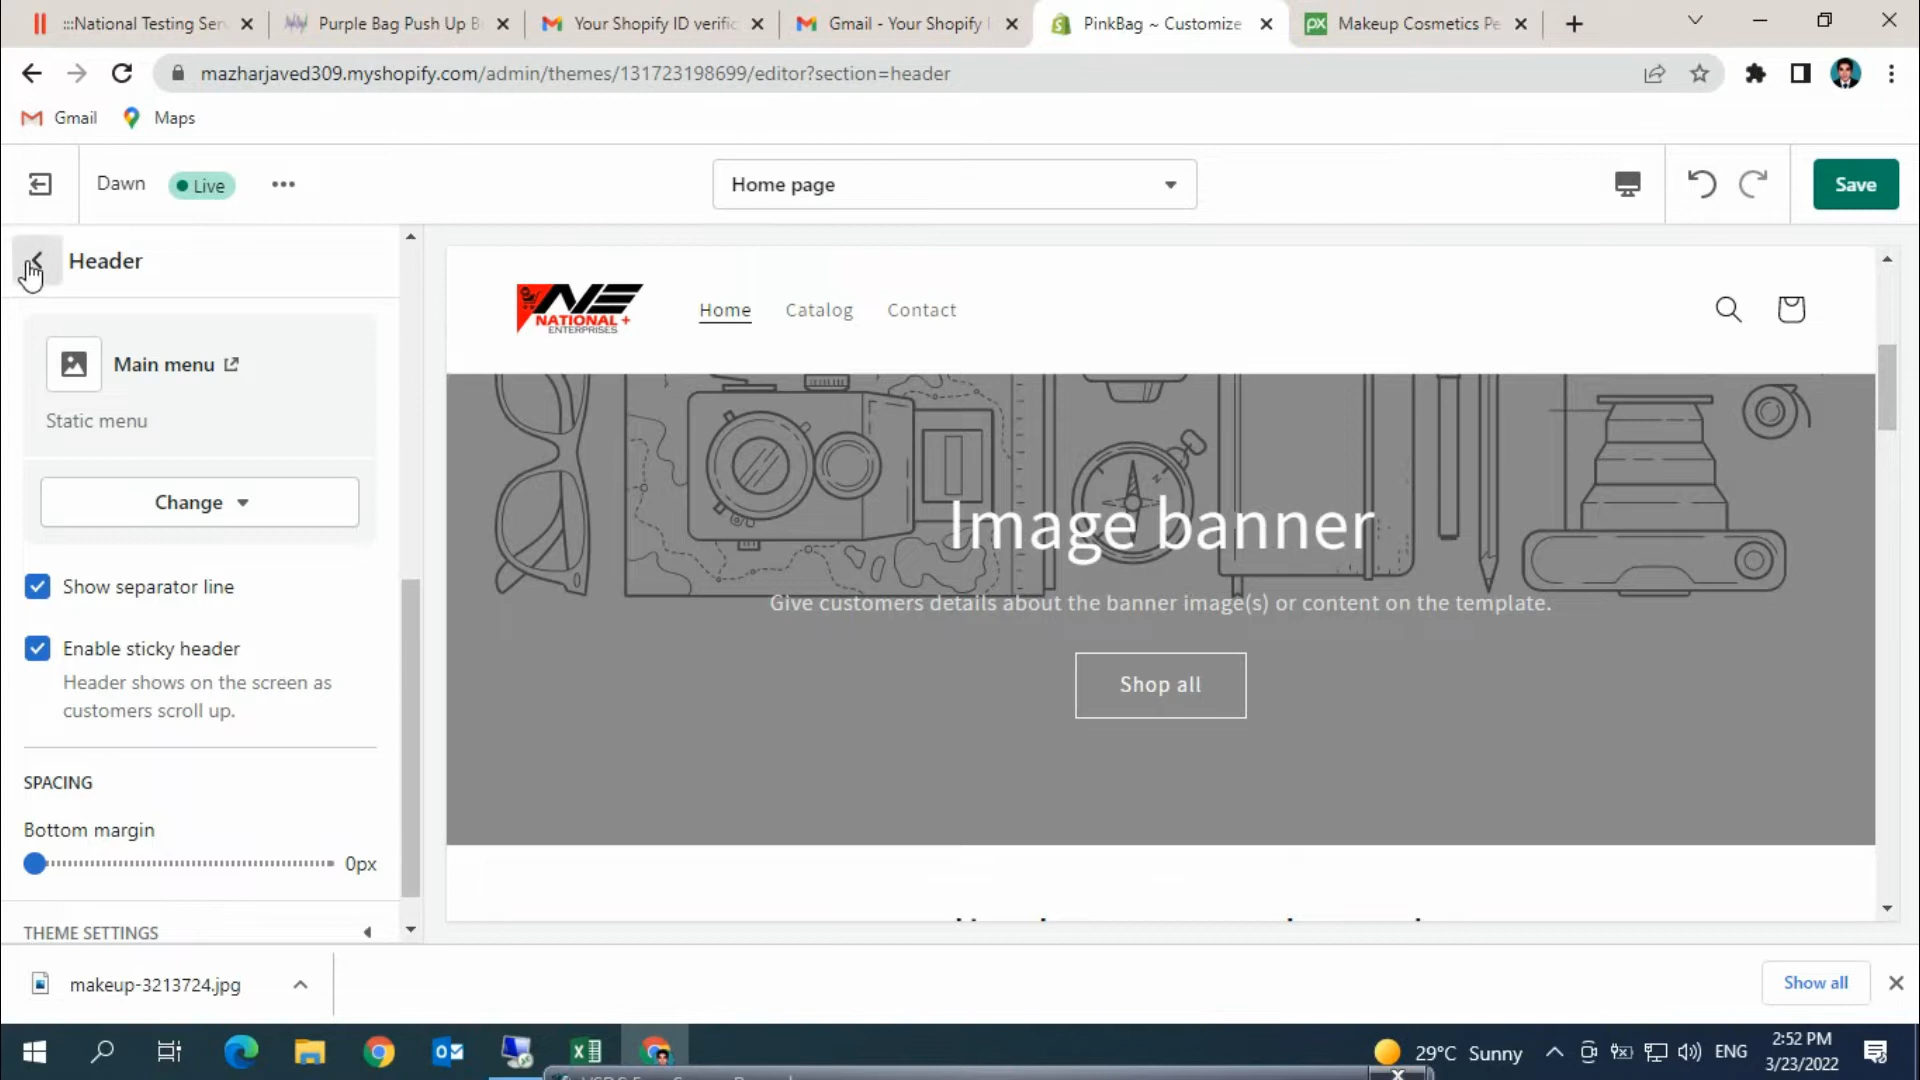 :::National Testing Ser
Purple Bag Push Up B
Your Shopify ID verific
Gmail - Your Shopify
PinkBag ~ Customize
Makeup Cosmetics Pe
mazharjaved309.myshopify.com/admin/themes/131723198699/editor?section=header
Gmail
Maps
Dawn
Live
Home page
Save
Header
Main menu
Static menu
Change
Show separator line
Enable sticky header
Header shows on the screen as
customers scroll up.
SPACING
Bottom margin
0px
THEME SETTINGS
NE
NATIONAL +
ENTERPRISES
Home
Catalog
Contact
Image banner
Give customers details about the banner image(s) or content on the template.
Shop all
makeup-3213724.jpg
Show all
29°C Sunny
ENG
2:52 PM
3/23/2022